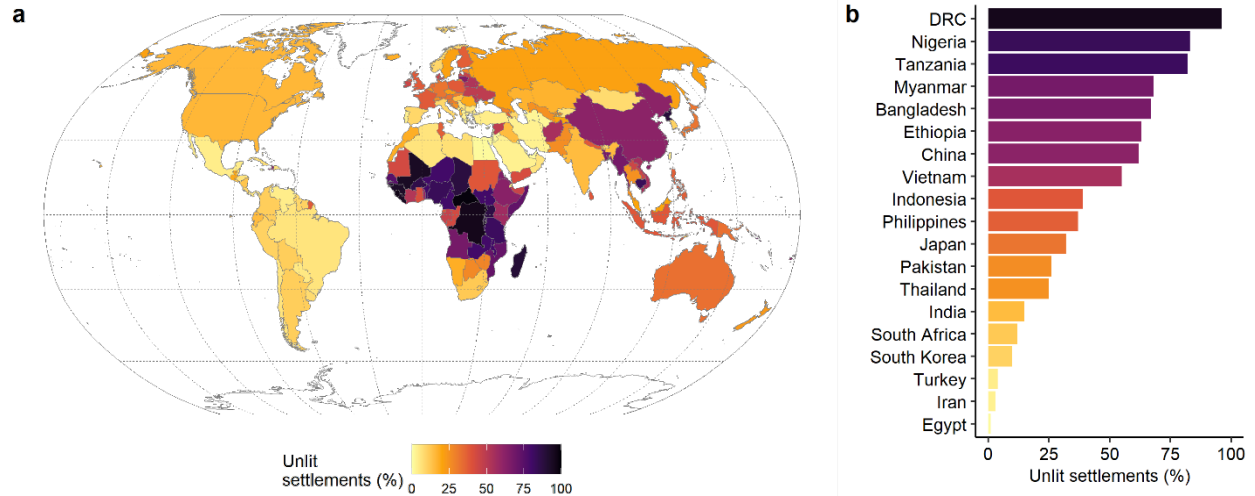 a
Unlit
settlements (%)
0 25 50 75 100
b
DRC
Nigeria
Tanzania
Myanmar
Bangladesh
Ethiopia
China
Vietnam
Indonesia
Philippines
Japan
Pakistan
Thailand
India
South Africa
South Korea
Turkey
Iran
Egypt
0 25 50 75 100
Unlit settlements (%)